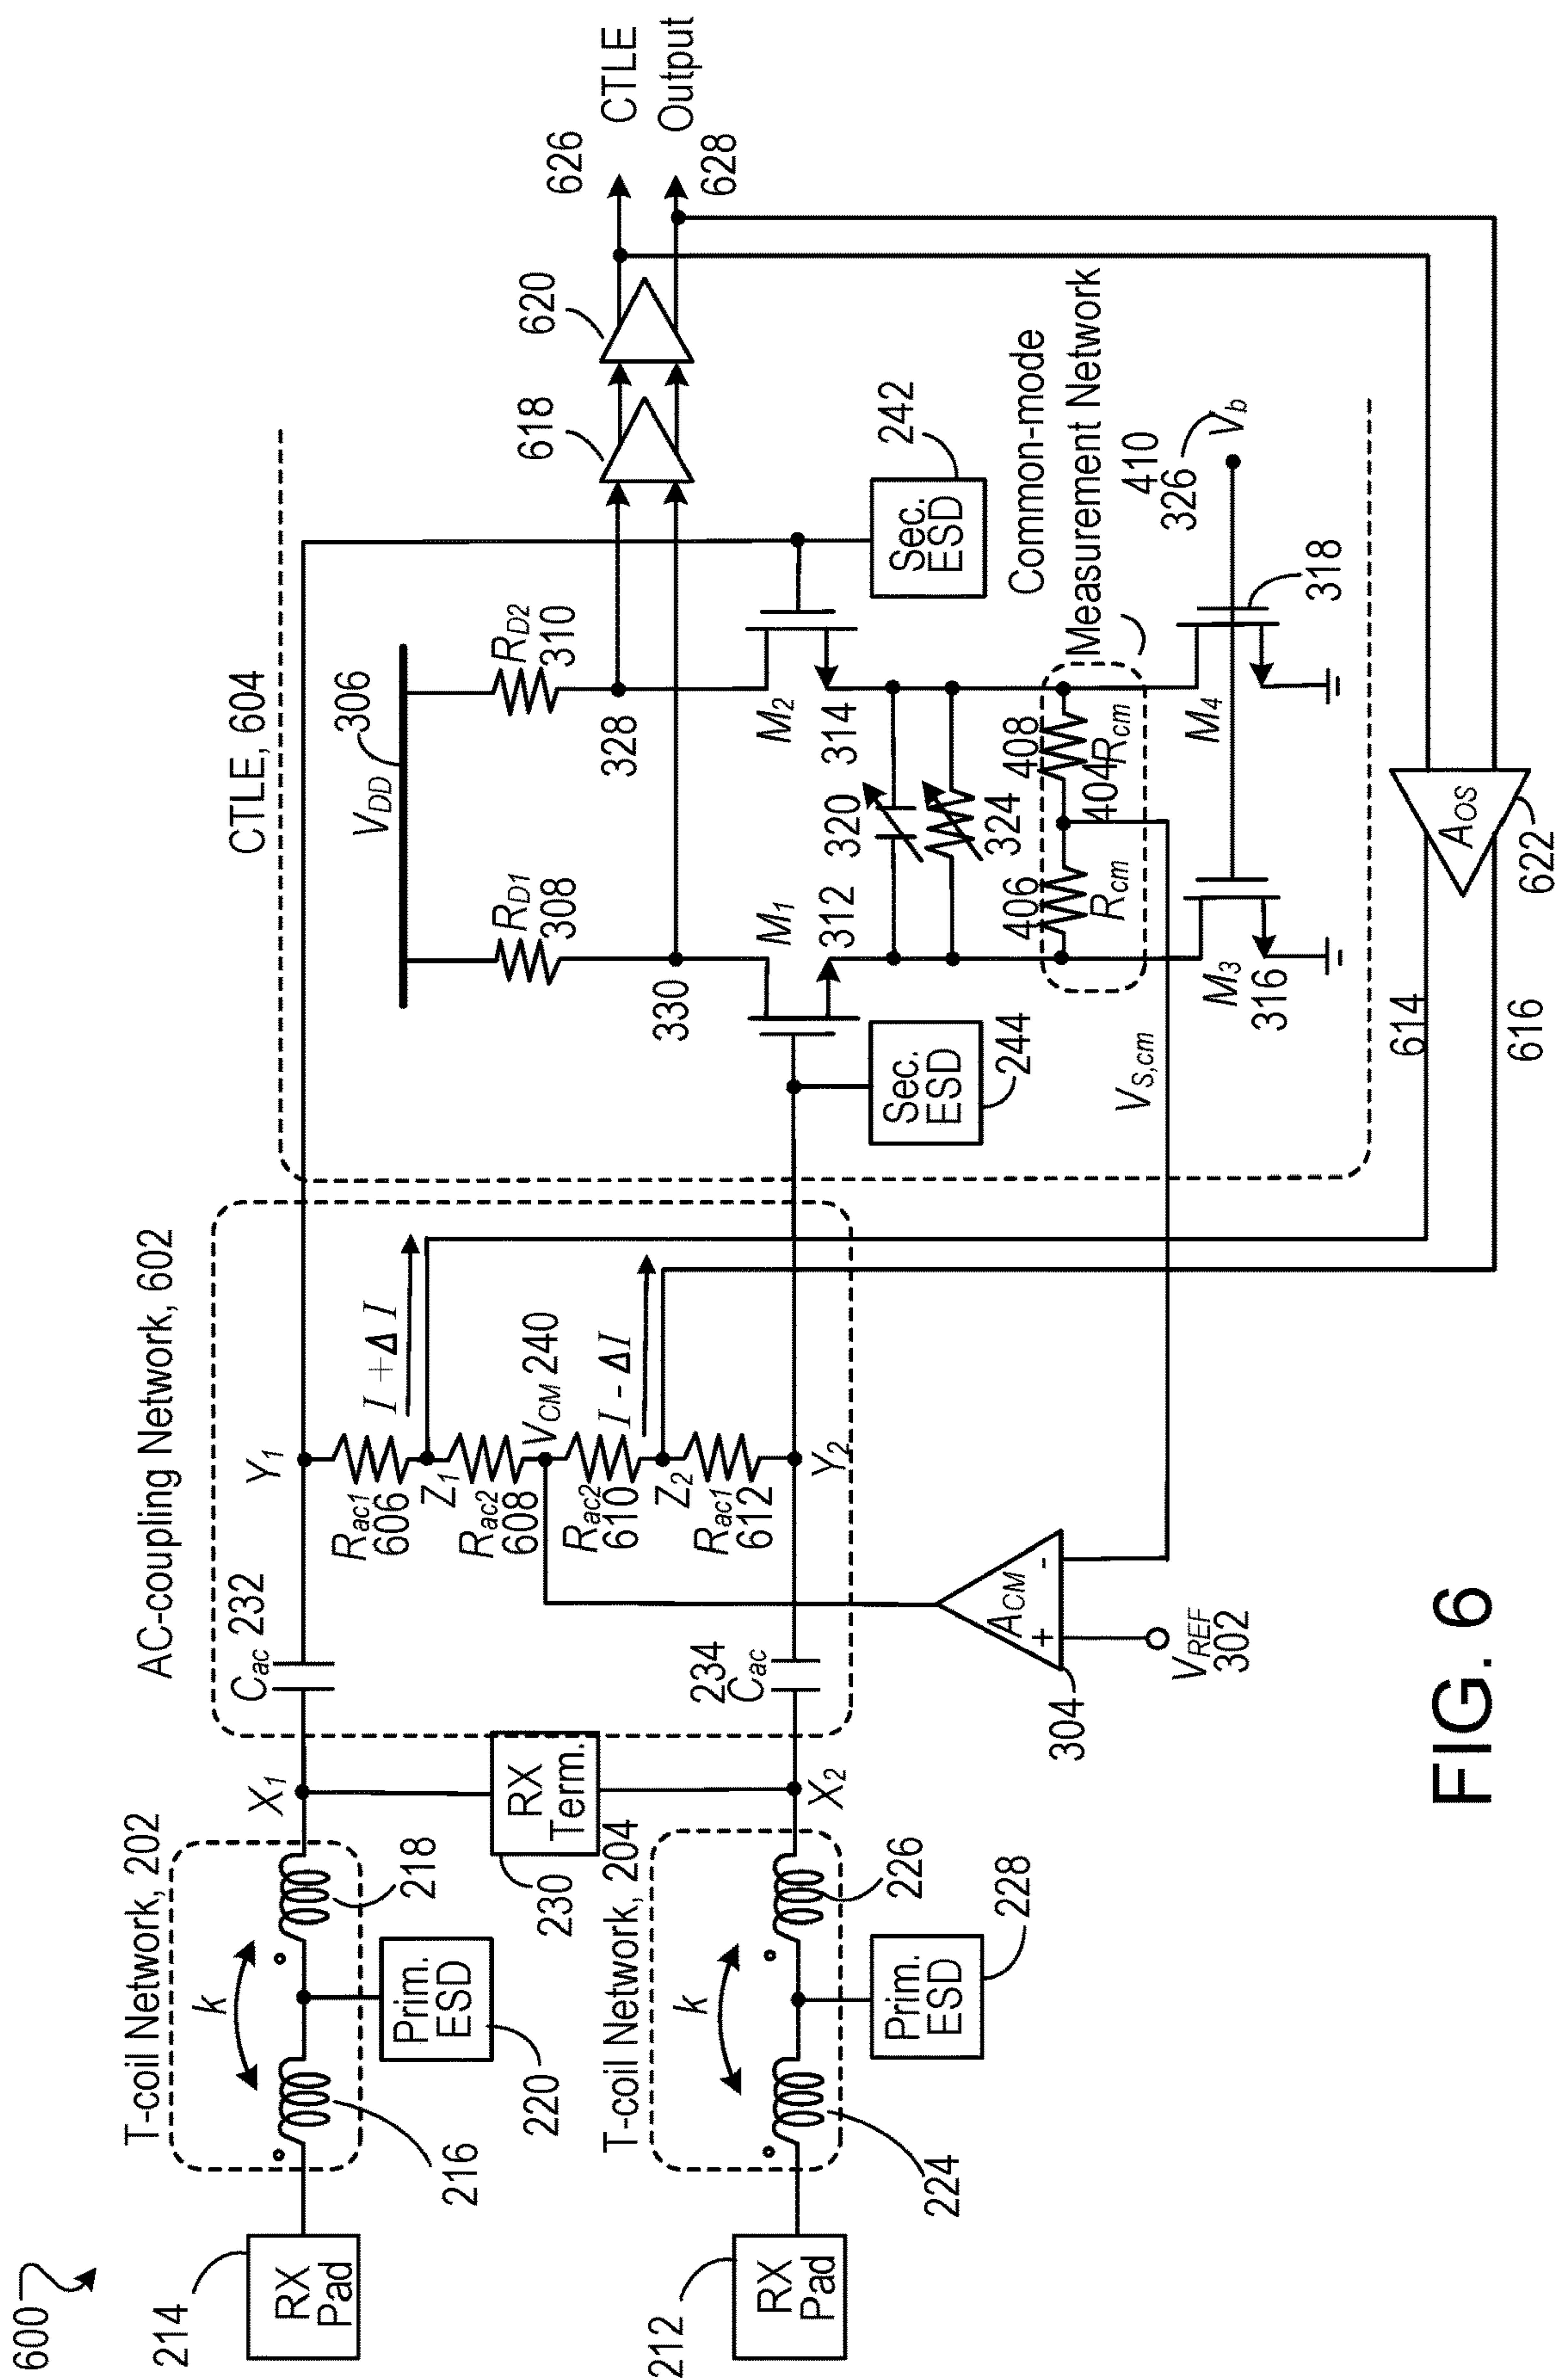 600
214
RX
Pad
216
T-coil Network, 202
k
218
Prim.
ESD
220
X1
212
RX
Pad
224
T-coil Network, 204
k
226
Prim.
ESD
228
X2
230
RX
Term.
AC-coupling Network, 602
Cac 232
234
Cac
Y1
Rac1
606
Z1
Rac2
608
VCM 240
Rac2
610
Z2
Rac1
612
Y2
I + Δ I
I - Δ I
ACM
+
-
304
VREF
302
CTLE, 604
VDD
306
RD1
308
RD2
310
330
328
M1
312
M2
314
Sec.
ESD
244
Sec.
ESD
242
320
324
406
Rcm
404
408
Rcm
Common-mode
Measurement Network
410
VS,cm
M3
316
M4
318
326
Vb
618
620
626
CTLE
Output
628
614
616
AOS
622
FIG. 6